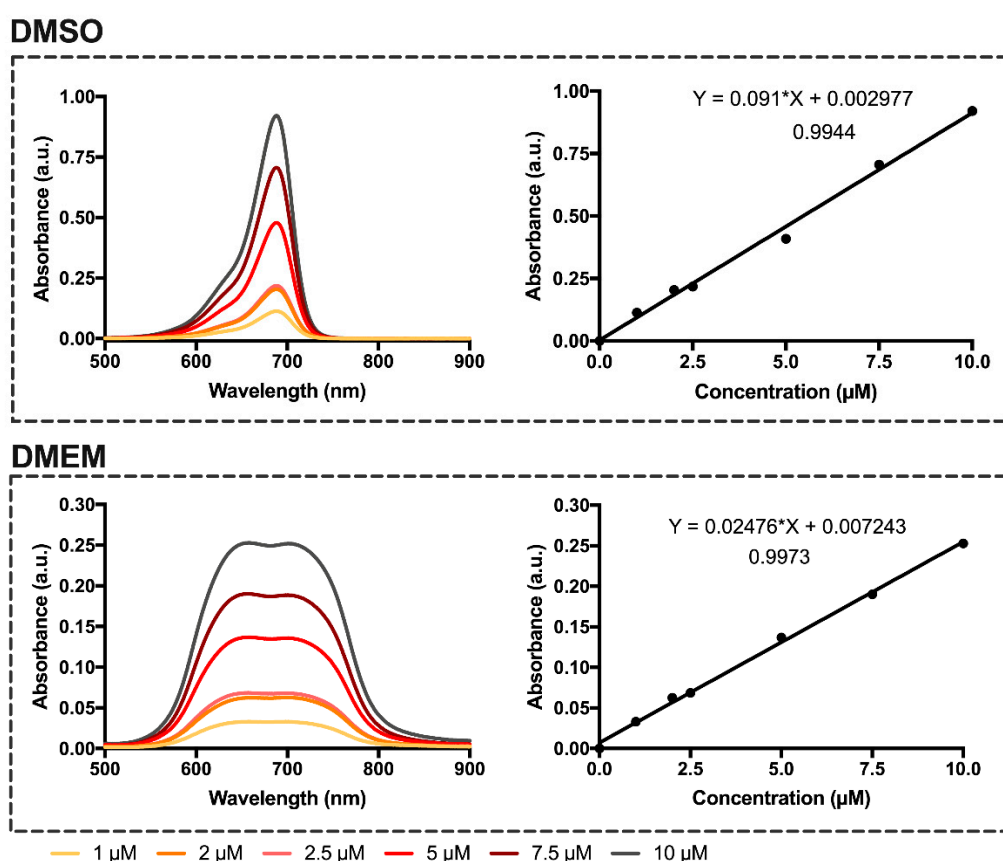 DMSO
Absorbance (a.u.)
1.00
0.75
0.50
0.25
0.00
500 600 700 800 900
Wavelength (nm)
Absorbance (a.u.)
1.00
0.75
0.50
0.25
0.00
Y = 0.091*X + 0.002977
0.9944
0.0 2.5 5.0 7.5 10.0
Concentration (µM)
DMEM
Absorbance (a.u.)
0.30
0.25
0.20
0.15
0.10
0.05
0.00
500 600 700 800 900
Wavelength (nm)
Absorbance (a.u.)
0.30
0.25
0.20
0.15
0.10
0.05
0.00
Y = 0.02476*X + 0.007243
0.9973
0.0 2.5 5.0 7.5 10.0
Concentration (µM)
1 µM 2 µM 2.5 µM 5 µM 7.5 µM 10 µM